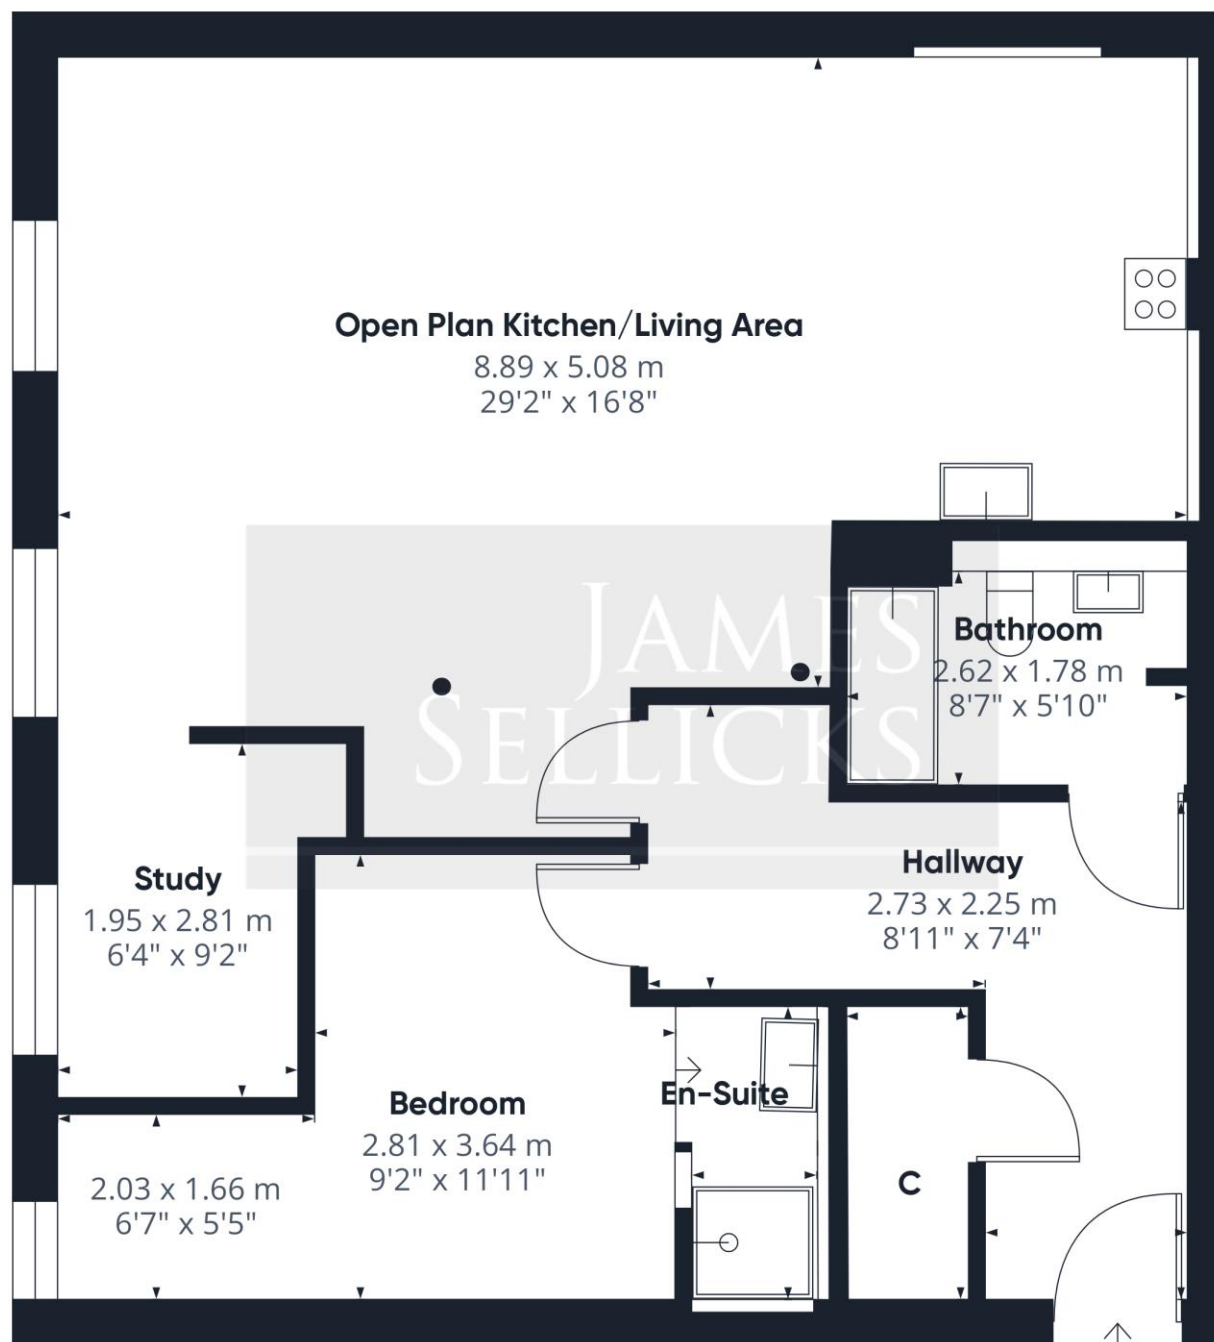 Open Plan Kitchen/Living Area
8.89 x 5.08 m
29'2" x 16'8"
JAMES
SELLICKS
Bathroom
2.62 x 1.78 m
8'7" x 5'10"
Study
1.95 x 2.81 m
6'4" x 9'2"
Hallway
2.73 x 2.25 m
8'11" x 7'4"
Bedroom
2.81 x 3.64 m
9'2" x 11'11"
En-Suite
2.03 x 1.66 m
6'7" x 5'5"
C